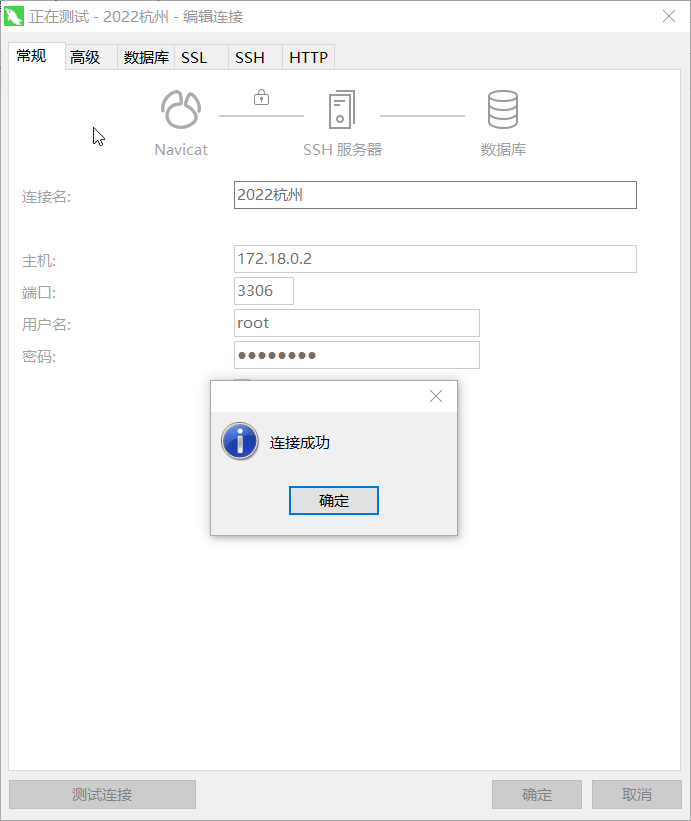 正在测试 - 2022杭州 - 编辑连接
常规 高级 数据库 SSL SSH HTTP
Navicat SSH 服务器 数据库
连接名: 2022杭州
主机: 172.18.0.2
端口: 3306
用户名: root
密码: ●●●●●●●●
连接成功
确定
测试连接 确定 取消